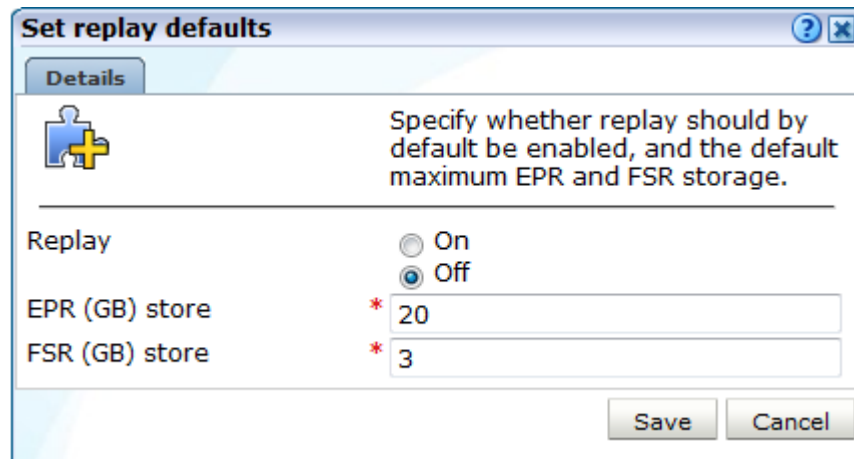 Set replay defaults
Details
Specify whether replay should by
default be enabled, and the default
maximum EPR and FSR storage.
Replay
On
Off
EPR (GB) store * 20
FSR (GB) store * 3
Save Cancel